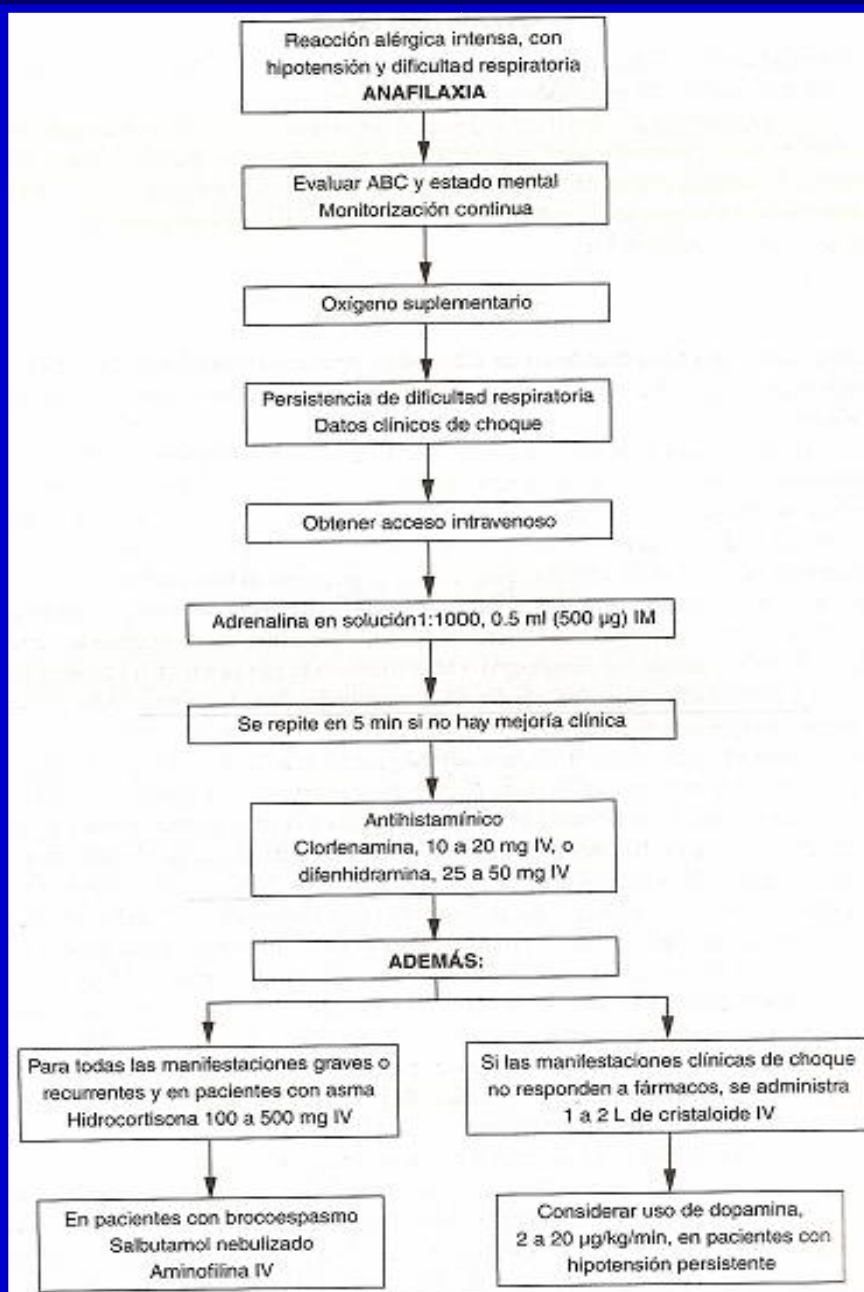 Reacción alérgica intensa, con
hipotensión y dificultad respiratoria
ANAFILAXIA
Evaluar ABC y estado mental
Monitorización continua
Oxígeno suplementario
Persistencia de dificultad respiratoria
Datos clínicos de choque
Obtener acceso intravenoso
Adrenalina en solución1:1000, 0.5 ml (500 µg) IM
Se repite en 5 min si no hay mejoría clínica
Antihistamínico
Clorfenamina, 10 a 20 mg IV, o
difenhidramina, 25 a 50 mg IV
ADEMÁS:
Para todas las manifestaciones graves o
recurrentes y en pacientes con asma
Hidrocortisona 100 a 500 mg IV
Si las manifestaciones clínicas de choque
no responden a fármacos, se administra
1 a 2 L de cristaloide IV
En pacientes con brocoespasmo
Salbutamol nebulizado
Aminofilina IV
Considerar uso de dopamina,
2 a 20 µg/kg/min, en pacientes con
hipotensión persistente